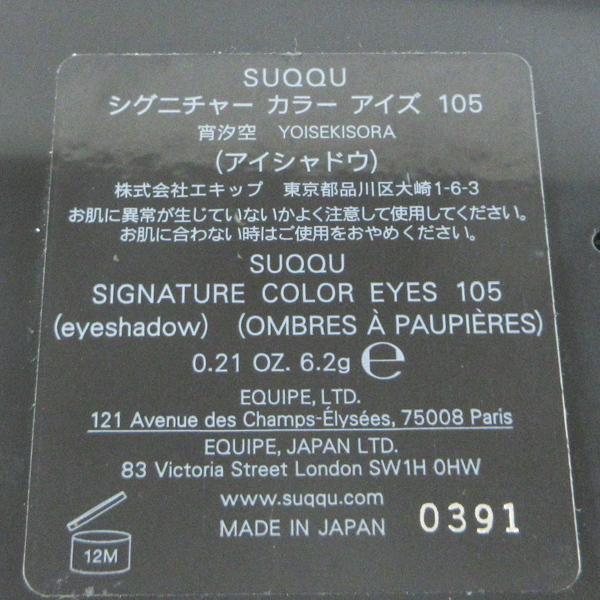 SUQQU
シグニチャー カラー アイズ 105
宵汐空 YOISEKISORA
(アイシャドウ)
株式会社エキップ 東京都品川区大崎1-6-3
お肌に異常が生じていないかよく注意して使用してください。
お肌に合わない時はご使用をおやめください。
SUQQU
SIGNATURE COLOR EYES 105
(eyeshadow) (OMBRES À PAUPIÈRES)
0.21 OZ. 6.2g ℮
EQUIPE, LTD.
121 Avenue des Champs-Élysées, 75008 Paris
EQUIPE, JAPAN LTD.
83 Victoria Street London SW1H 0HW
www.suqqu.com
MADE IN JAPAN 0391
12M